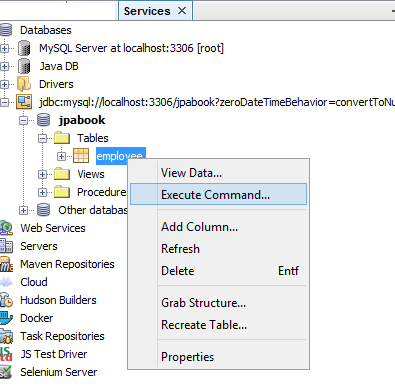 Services
Databases
MySQL Server at localhost:3306 [root]
Java DB
Drivers
jdbc:mysql://localhost:3306/jpabook?zeroDateTimeBehavior=convertToNu
jpabook
Tables
employee
Views
Procedure
Other databas
Web Services
Servers
Maven Repositories
Cloud
Hudson Builders
Docker
Task Repositories
JS Test Driver
Selenium Server
View Data...
Execute Command...
Add Column...
Refresh
Delete Entf
Grab Structure...
Recreate Table...
Properties